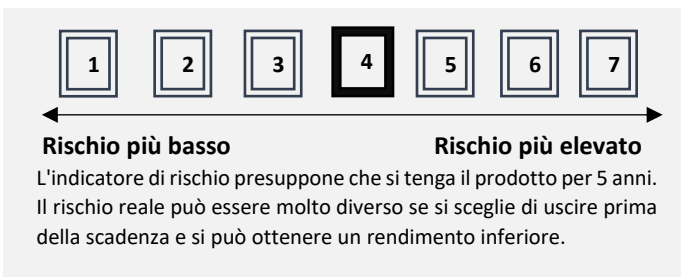 1 2 3 4 5 6 7
Rischio più basso Rischio più elevato
L'indicatore di rischio presuppone che si tenga il prodotto per 5 anni.
Il rischio reale può essere molto diverso se si sceglie di uscire prima
della scadenza e si può ottenere un rendimento inferiore.